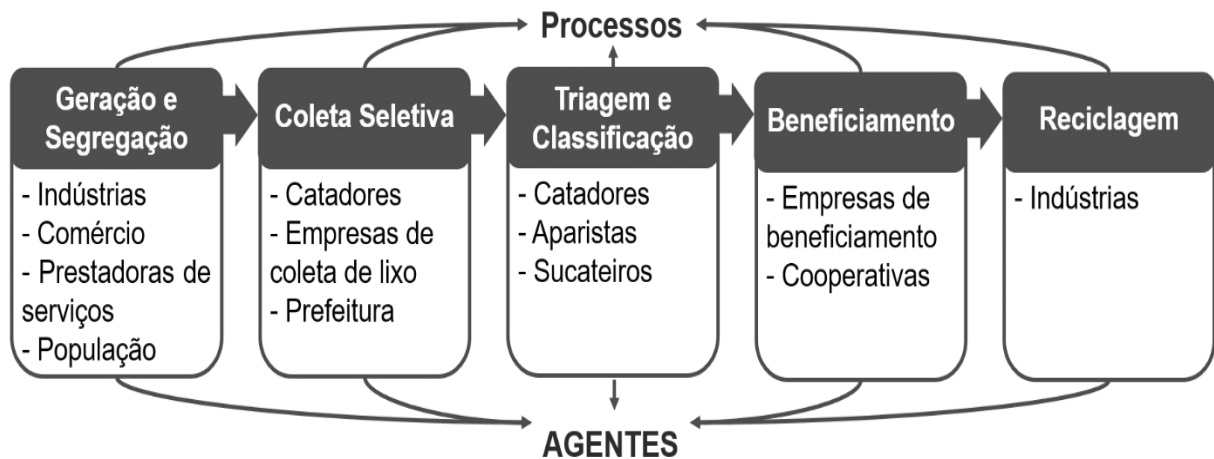 Processos
Geração e
Segregação
- Indústrias
- Comércio
- Prestadoras de
serviços
- População
Coleta Seletiva
- Catadores
- Empresas de
coleta de lixo
- Prefeitura
Triagem e
Classificação
- Catadores
- Aparistas
- Sucateiros
Beneficiamento
- Empresas de
beneficiamento
- Cooperativas
Reciclagem
- Indústrias
AGENTES